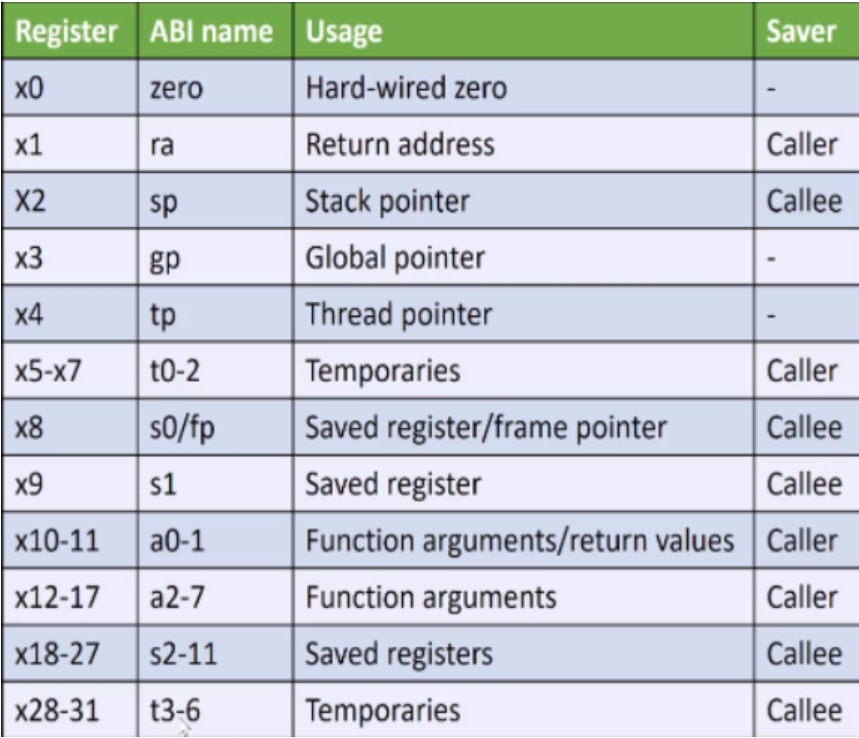 Register ABI name Usage Saver
x0 zero Hard-wired zero -
x1 ra Return address Caller
X2 sp Stack pointer Callee
x3 gp Global pointer -
x4 tp Thread pointer -
x5-x7 t0-2 Temporaries Caller
x8 s0/fp Saved register/frame pointer Callee
x9 s1 Saved register Callee
x10-11 a0-1 Function arguments/return values Caller
x12-17 a2-7 Function arguments Caller
x18-27 s2-11 Saved registers Callee
x28-31 t3-6 Temporaries Callee